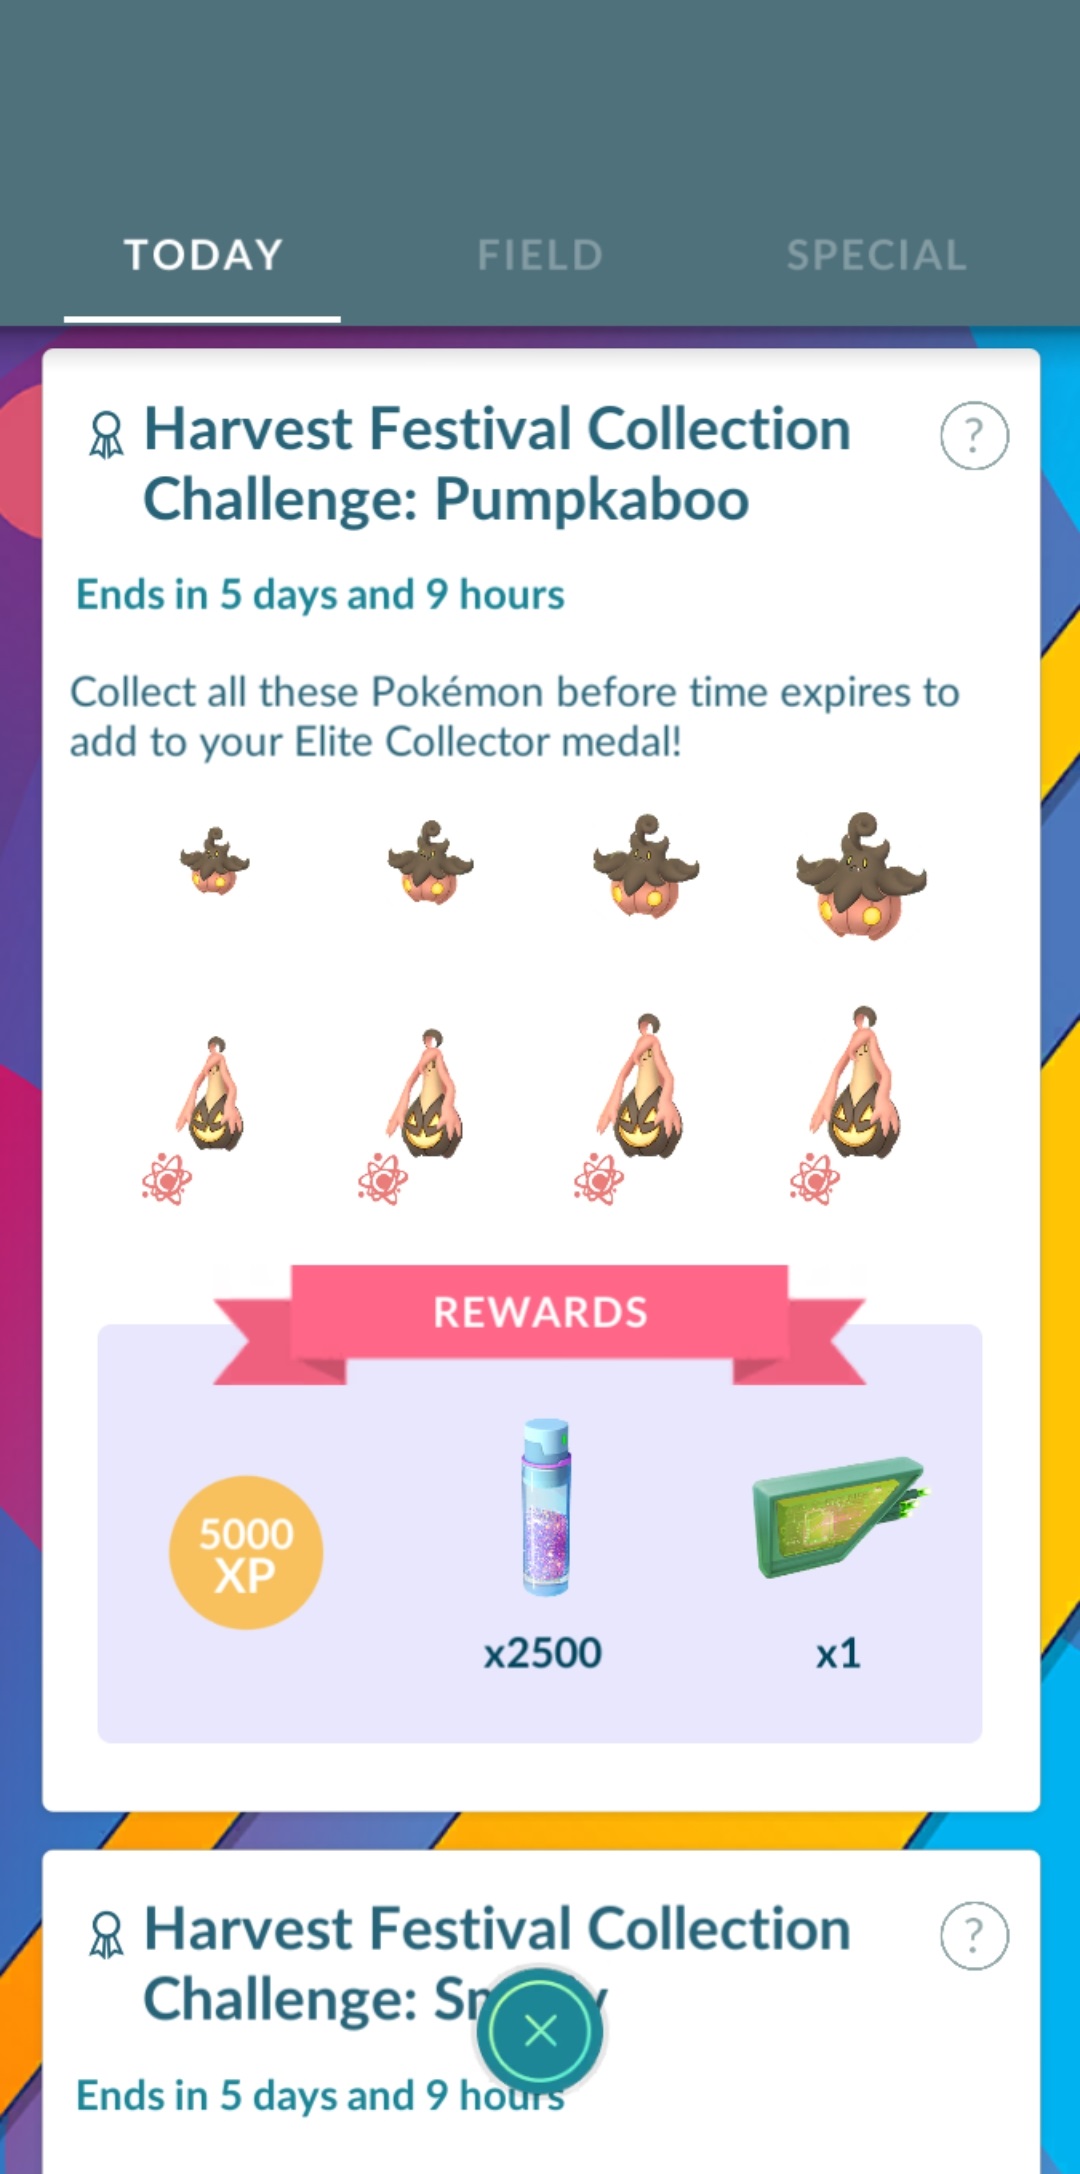 TODAY FIELD SPECIAL
Harvest Festival Collection
Challenge: Pumpkaboo
?
Ends in 5 days and 9 hours
Collect all these Pokémon before time expires to
add to your Elite Collector medal!
REWARDS
5000
XP
x2500
x1
Harvest Festival Collection
Challenge:
?
Ends in 5 days and 9 hours